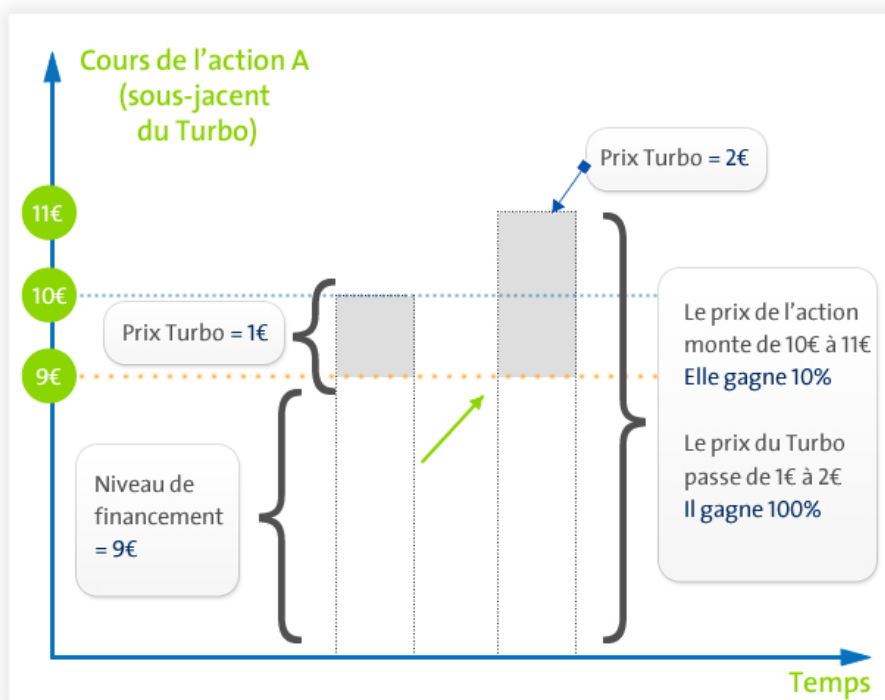 Cours de l'action A
(sous-jacent
du Turbo)
Prix Turbo = 2€
11€
10€
Prix Turbo = 1€
9€
Le prix de l'action
monte de 10€ à 11€
Elle gagne 10%
Le prix du Turbo
passe de 1€ à 2€
Il gagne 100%
Niveau de
financement
= 9€
Temps